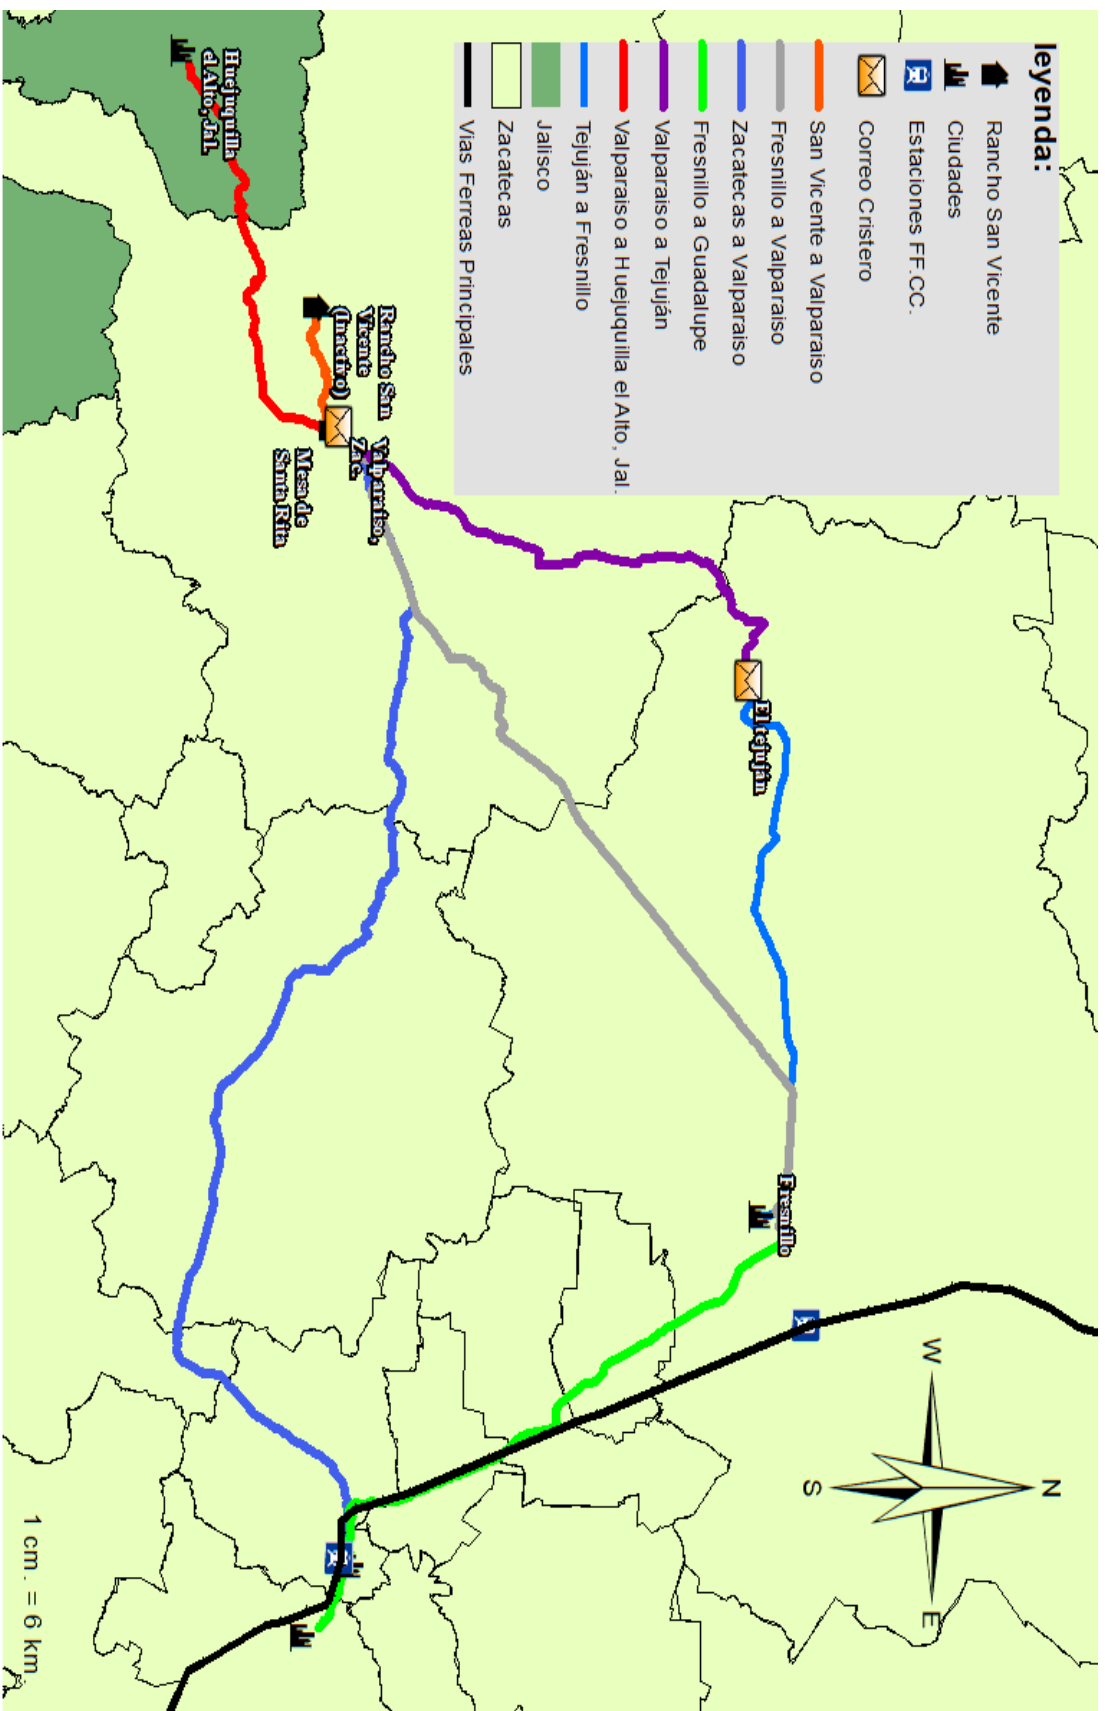 leyenda:
Rancho San Vicente
Ciudades
Estaciones FF.CC.
Correo Cristero
San Vicente a Valparaiso
Fresnillo a Valparaiso
Zacatecas a Valparaiso
Fresnillo a Guadalupe
Valparaiso a Tejuján
Valparaiso a Huejuquilla el Alto, Jal.
Tejuján a Fresnillo
Jalisco
Zacatecas
Vias Ferreas Principales
N
W
E
S
El tejuján
Fresnillo
Rancho San
Vicente
(Inactivo)
Valparaiso,
Zac.
Mesa de
Santa Rita
Huejuquilla
el Alto, Jal.
1 cm. = 6 km